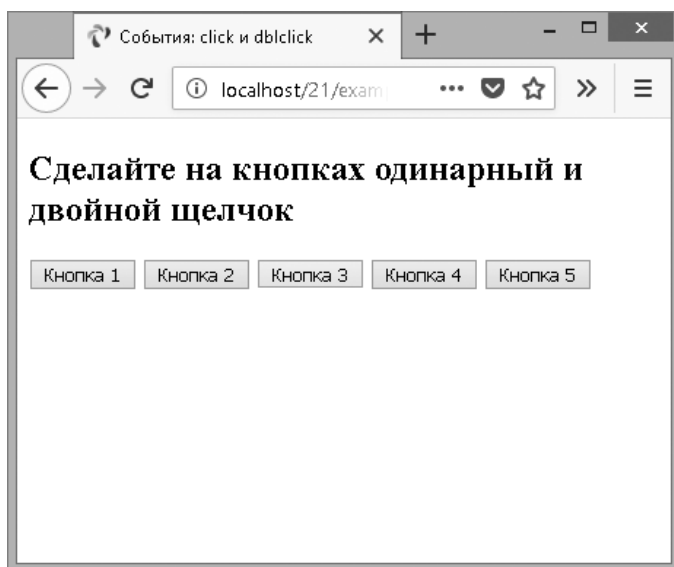 События: click и dblclick
localhost/21/exam
Сделайте на кнопках одинарный и
двойной щелчок
Кнопка 1 Кнопка 2 Кнопка 3 Кнопка 4 Кнопка 5